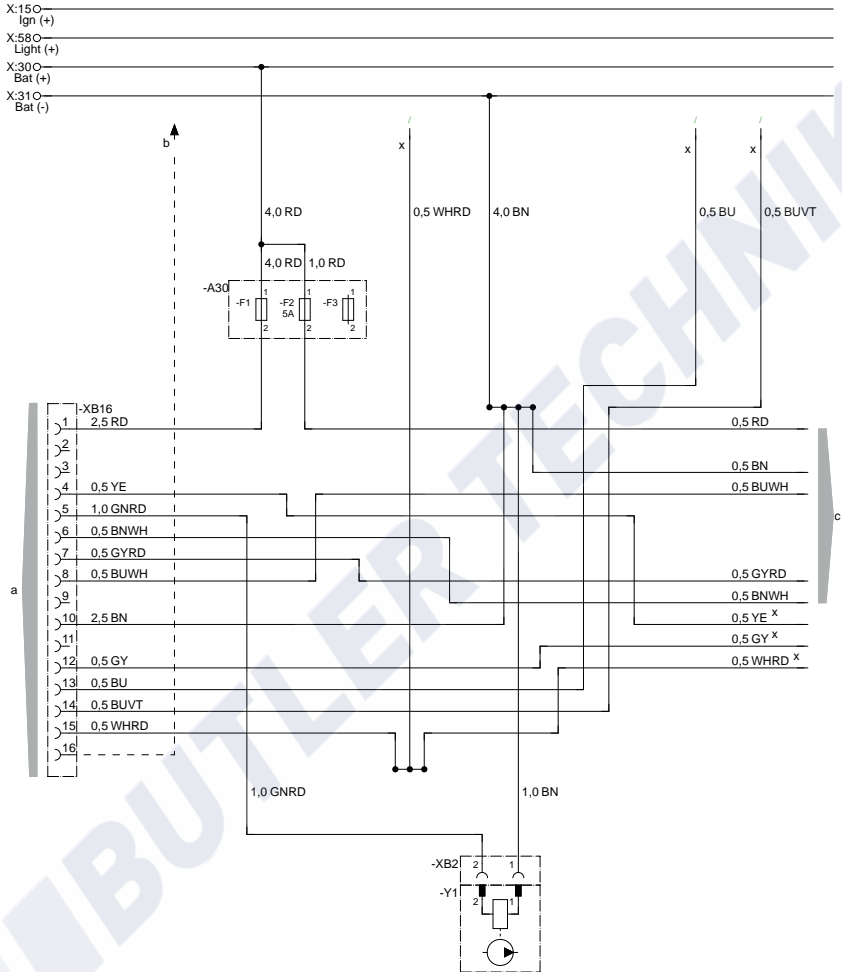 X:15
Ign (+)
X:58
Light (+)
X:30
Bat (+)
X:31
Bat (-)
b
x
x
x
4,0 RD
0,5 WHRD
4,0 BN
0,5 BU
0,5 BUVT
4,0 RD
1,0 RD
-A30
-F1
1
2
-F2
5A
1
2
-F3
1
2
-XB16
1
2,5 RD
0,5 RD
2
3
0,5 BN
4
0,5 YE
0,5 BUWH
5
1,0 GNRD
6
0,5 BNWH
7
0,5 GYRD
0,5 GYRD
8
0,5 BUWH
9
0,5 BNWH
10
2,5 BN
0,5 YE x
11
0,5 GY x
12
0,5 GY
0,5 WHRD x
13
0,5 BU
14
0,5 BUVT
15
0,5 WHRD
16
a
c
1,0 GNRD
1,0 BN
-XB2
2
1
-Y1
2
1
BUTLER TECHNIK